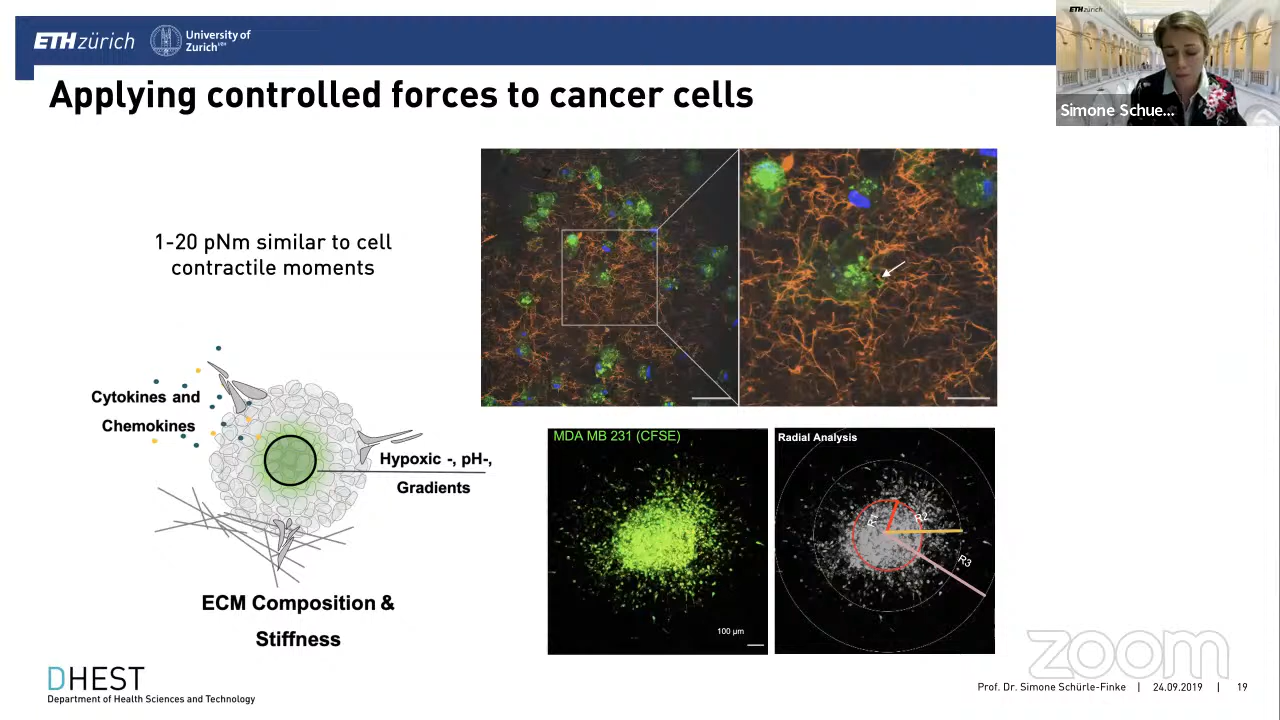 ETH zürich
University of
Zurich UZH
ETH zürich
Simone Schue...
Applying controlled forces to cancer cells
1-20 pNm similar to cell
contractile moments
Cytokines and
Chemokines
Hypoxic -, pH-,
Gradients
ECM Composition &
Stiffness
MDA MB 231 (CFSE)
100 µm
Radial Analysis
R1
R2
R3
zoom
DHEST
Department of Health Sciences and Technology
Prof. Dr. Simone Schürle-Finke | 24.09.2019 | 19